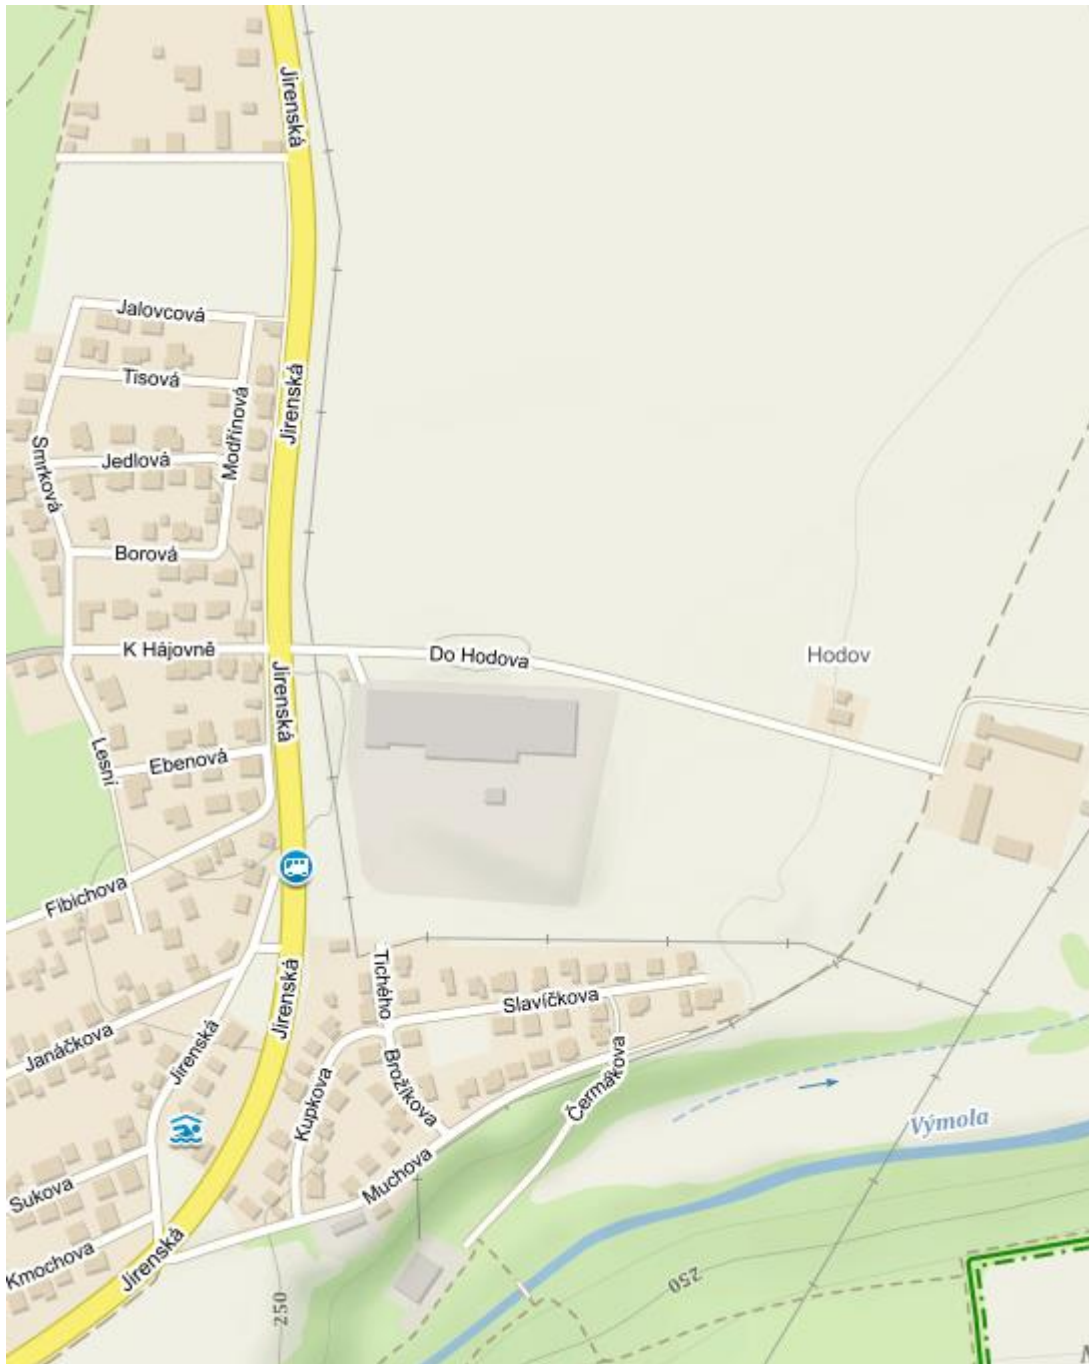 Jirenská
Jalovcová
Tisová
Jirenská
Modřínová
Smrková
Jedlová
Borová
K Hájovně
Do Hodova
Hodov
Jirenská
Lesní
Ebenová
Fibichova
Tichého
Jirenská
Slavíčkova
Janáčkova
Jirenská
Kupkova
Brožíkova
Čermákova
Výmola
Muchova
Sukova
Kmochova
Jirenská
250
250